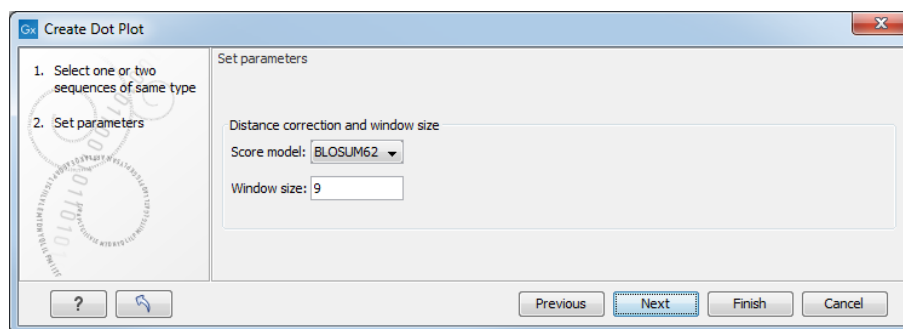 Gx Create Dot Plot
X
1. Select one or two
sequences of same type
2. Set parameters
Set parameters
Distance correction and window size
Score model: BLOSUM62
Window size: 9
? Previous Next Finish Cancel